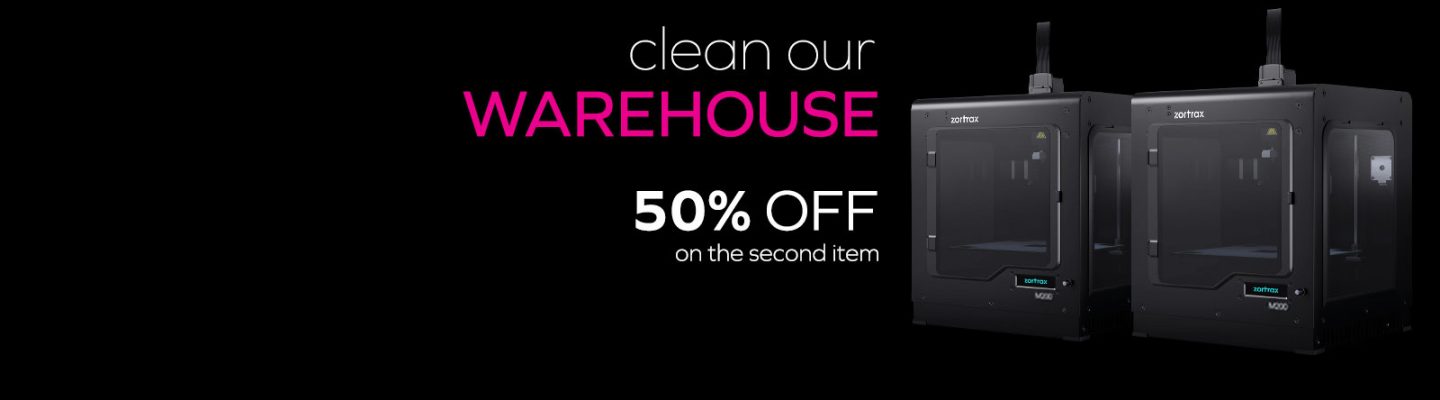 clean our
WAREHOUSE
50% OFF
on the second item
zortrax
zortrax
M200
zortrax
zortrax
M200